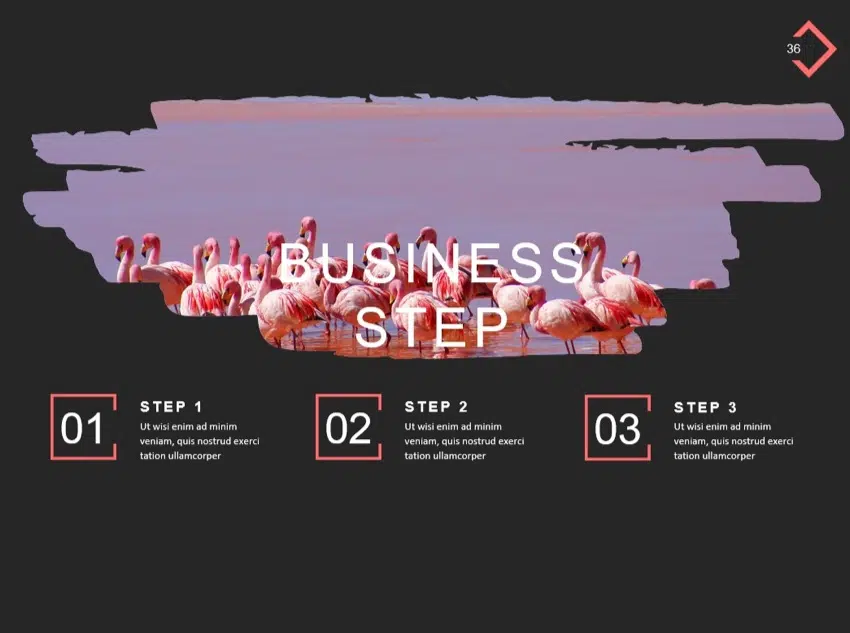 36
BUSINESS
STEP
01
STEP 1
Ut wisi enim ad minim
veniam, quis nostrud exerci
tation ullamcorper
02
STEP 2
Ut wisi enim ad minim
veniam, quis nostrud exerci
tation ullamcorper
03
STEP 3
Ut wisi enim ad minim
veniam, quis nostrud exerci
tation ullamcorper